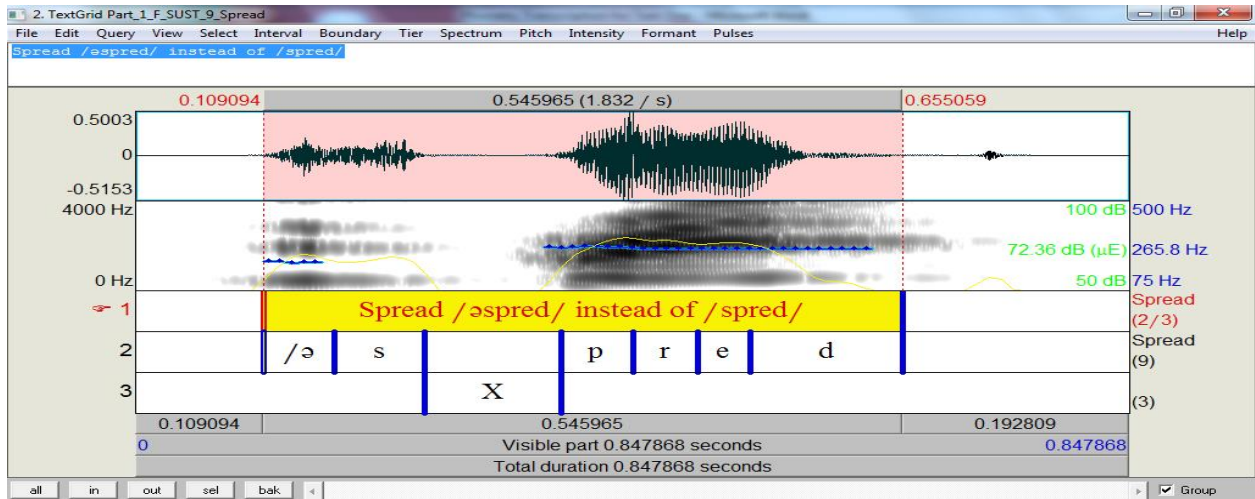 2. TextGrid Part_1_F_SUST_9_Spread
File Edit Query View Select Interval Boundary Tier Spectrum Pitch Intensity Formant Pulses Help
Spread /əspred/ instead of /spred/
0.109094 0.545965 (1.832 / s) 0.655059
0.5003
0
-0.5153
4000 Hz 100 dB 500 Hz
72.36 dB (µE) 265.8 Hz
0 Hz 50 dB 75 Hz
1 Spread /əspred/ instead of /spred/ Spread
(2/3)
2 /ə s p r e d Spread
(9)
3 X (3)
0.109094 0.545965 0.192809
0 Visible part 0.847868 seconds 0.847868
Total duration 0.847868 seconds
all in out sel bak Group